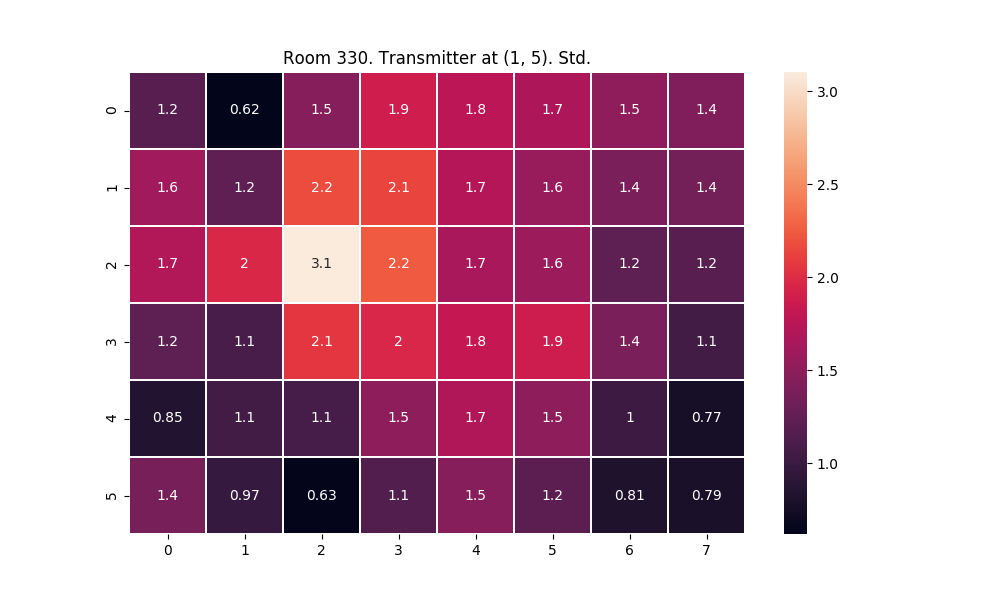 Room 330. Transmitter at (1, 5). Std.
0 1.2 0.62 1.5 1.9 1.8 1.7 1.5 1.4
1 1.6 1.2 2.2 2.1 1.7 1.6 1.4 1.4
2 1.7 2 3.1 2.2 1.7 1.6 1.2 1.2
3 1.2 1.1 2.1 2 1.8 1.9 1.4 1.1
4 0.85 1.1 1.1 1.5 1.7 1.5 1 0.77
5 1.4 0.97 0.63 1.1 1.5 1.2 0.81 0.79
0 1 2 3 4 5 6 7
3.0
2.5
2.0
1.5
1.0